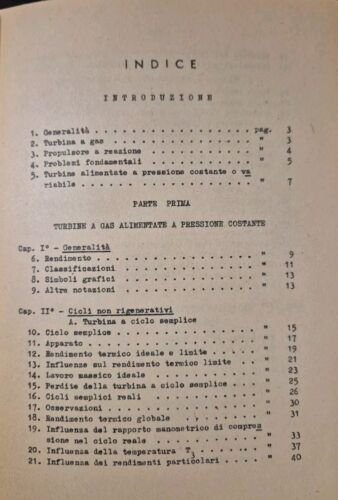 INDICE
INTRODUZIONE
1. Generalità . . . . . . . . . . . . . . . . pag. 3
2. Turbina a gas . . . . . . . . . . . . . . . " 3
3. Propulsore a reazione . . . . . . . . . . . " 4
4. Problemi fondamentali . . . . . . . . . . . " 5
5. Turbine alimentate a pressione costante o va
riabile . . . . . . . . . . . . . . . . . . " 7
PARTE PRIMA
TURBINE A GAS ALIMENTATE A PRESSIONE COSTANTE
Cap. I° - Generalità
6. Rendimento . . . . . . . . . . . . . . . " 9
7. Classificazioni . . . . . . . . . . . . . " 11
8. Simboli grafici . . . . . . . . . . . . . " 13
9. Altre notazioni . . . . . . . . . . . . . " 13
Cap. II° - Cicli non rigenerativi
A. Turbina a ciclo semplice
10. Ciclo semplice . . . . . . . . . . . . . " 15
11. Apparato . . . . . . . . . . . . . . . . " 17
12. Rendimento termico ideale e limite . . . " 19
13. Influenze sul rendimento termico limite . " 21
14. Lavoro massico ideale . . . . . . . . . . " 23
15. Perdite della turbina a ciclo semplice . . " 25
16. Cicli semplici reali . . . . . . . . . . " 26
17. Osservazioni . . . . . . . . . . . . . . " 30
18. Rendimento termico globale . . . . . . . " 31
19. Influenza del rapporto manometrico di compres
sione nel ciclo reale . . . . . . . . . . " 33
20. Influenza della temperatura T3 . . . . . " 37
21. Influenza dei rendimenti particolari . . . " 40